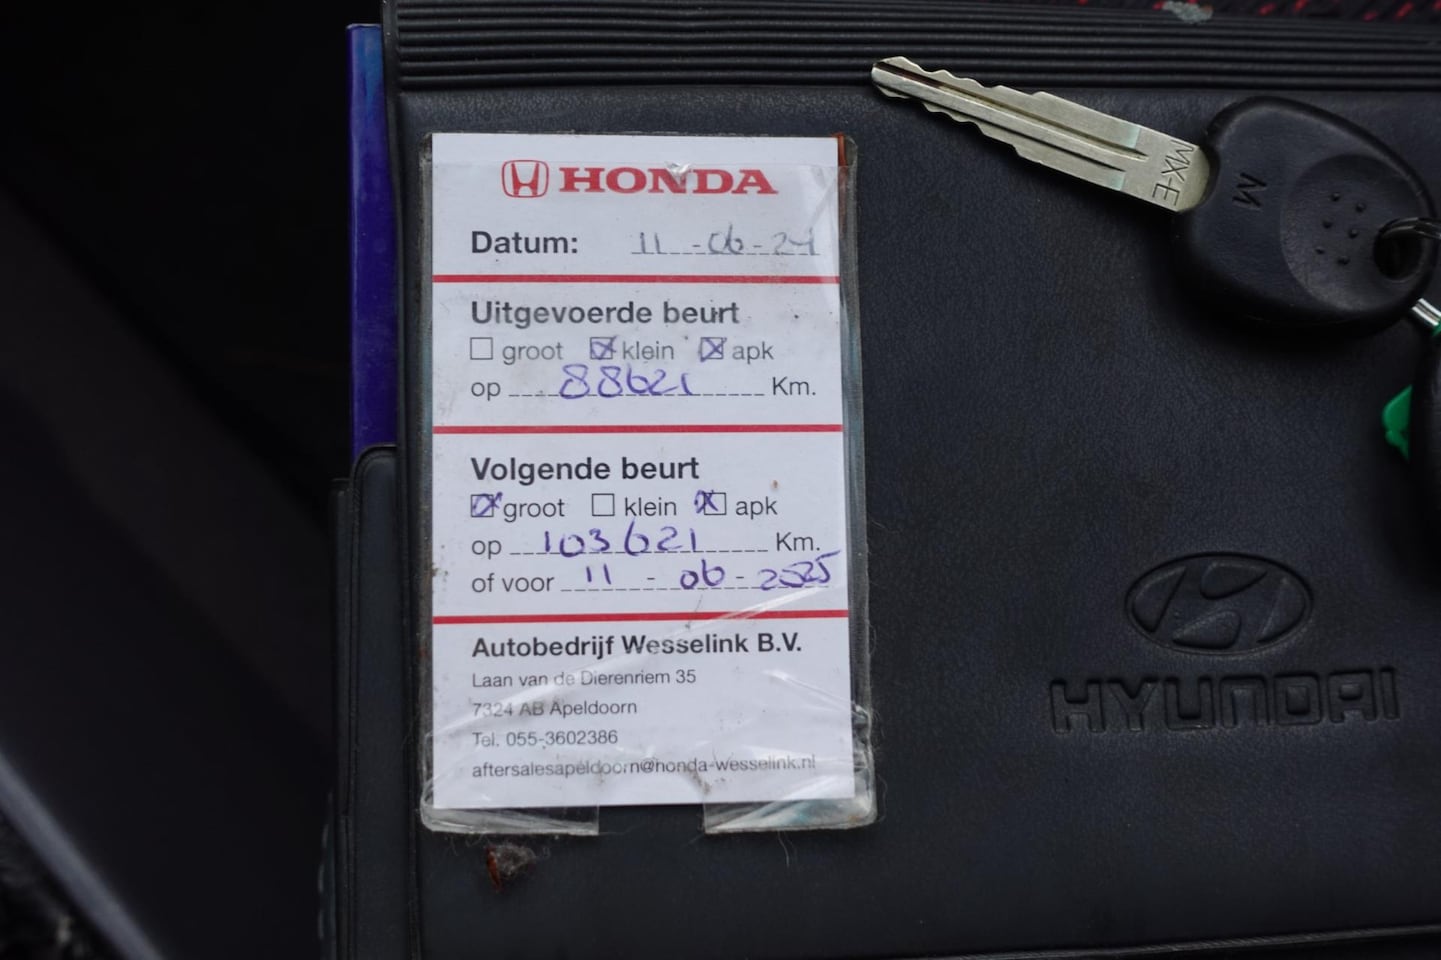 HONDA
Datum: 11-06-24
Uitgevoerde beurt
groot klein apk
op 88621 Km.
Volgende beurt
groot klein apk
op 103621 Km.
of voor 11-06-2025
Autobedrijf Wesselink B.V.
Laan van de Dierenriem 35
7324 AB Apeldoorn
Tel. 055-3602386
aftersalesapeldoorn@honda-wesselink.nl
MX-E
M
HYUNDAI